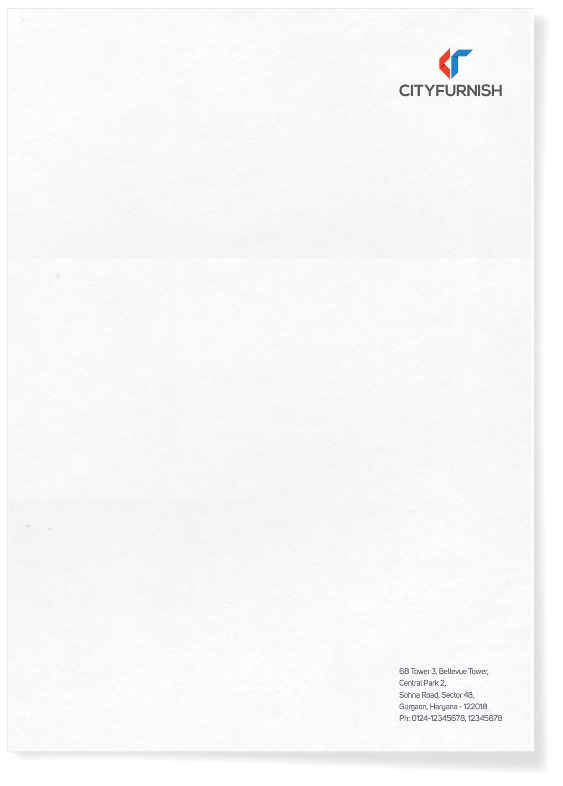 CITYFURNISH
6B Tower 3, Bellevue Tower,
Central Park 2,
Sohna Road, Sector 48,
Gurgaon, Haryana - 122018
Ph: 0124-12345678, 12345678